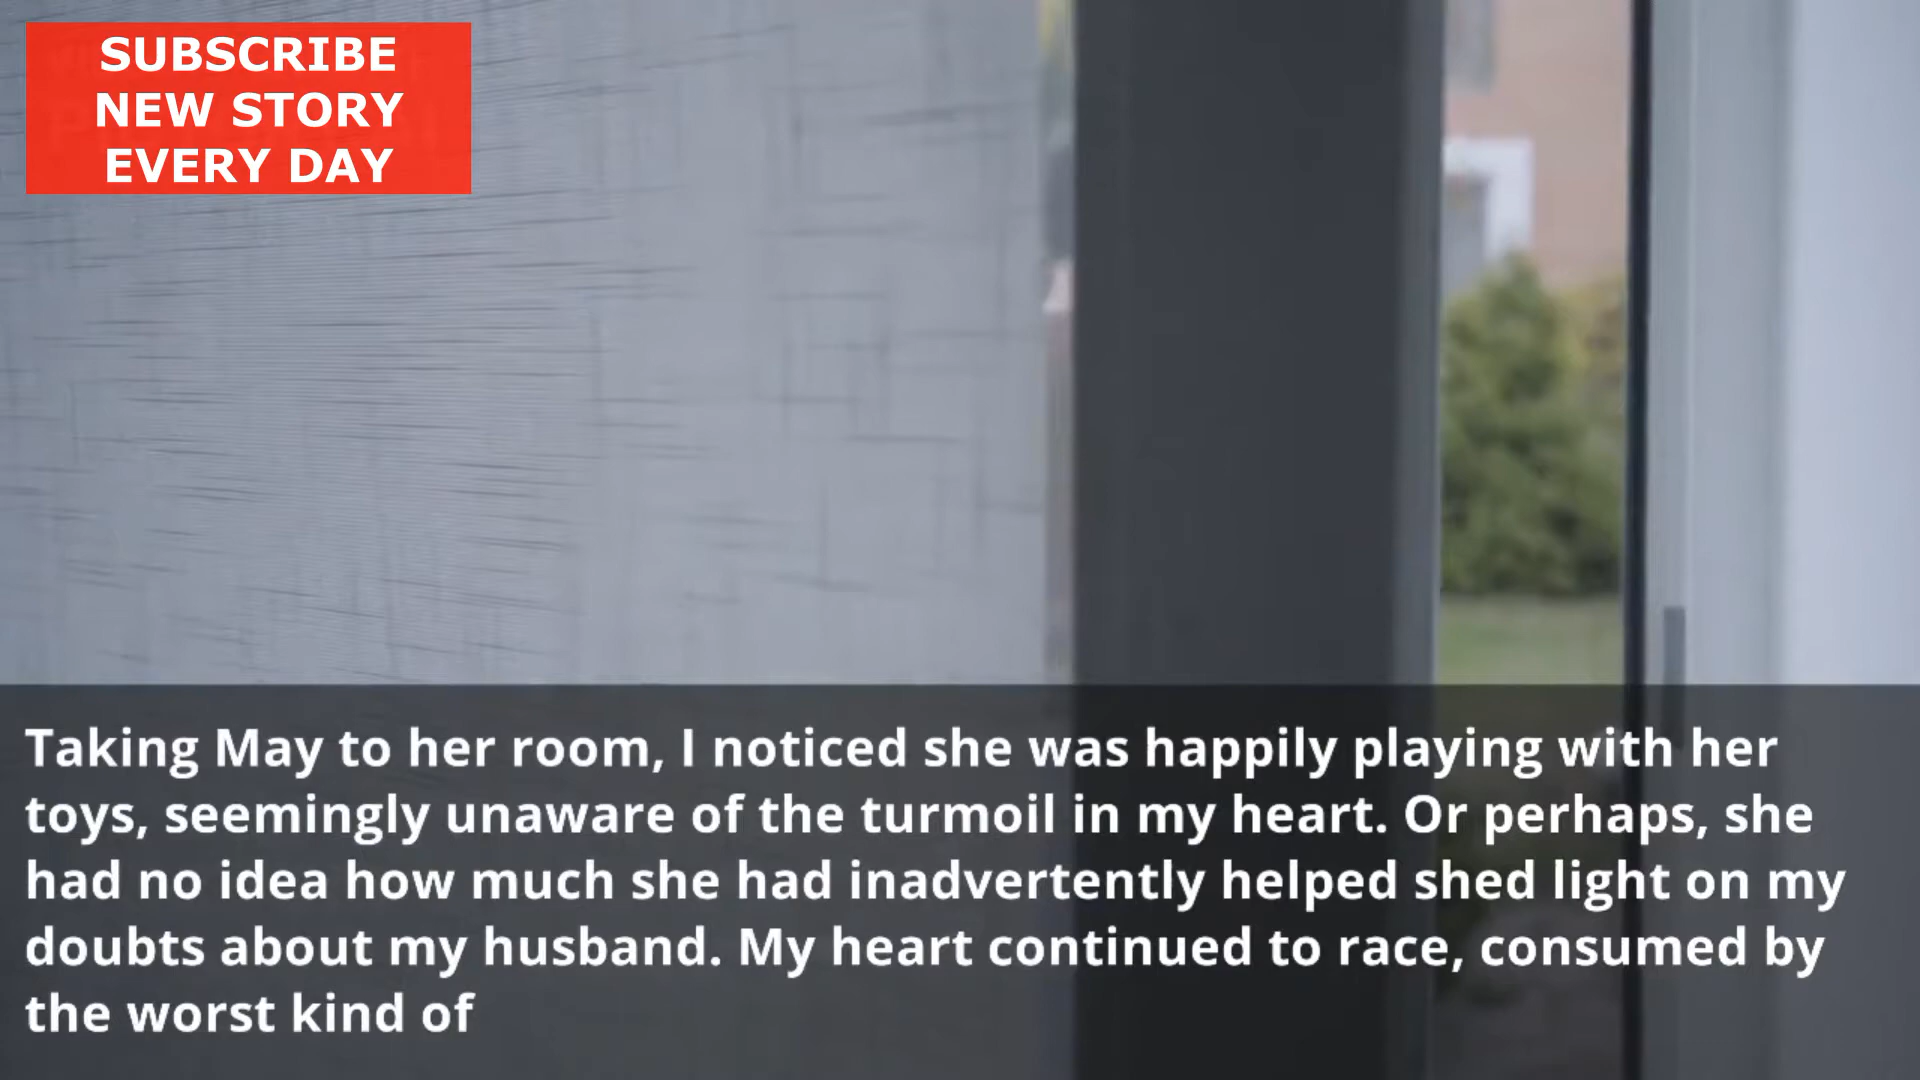 SUBSCRIBE
NEW STORY
EVERY DAY
Taking May to her room, I noticed she was happily playing with her
toys, seemingly unaware of the turmoil in my heart. Or perhaps, she
had no idea how much she had inadvertently helped shed light on my
doubts about my husband. My heart continued to race, consumed by
the worst kind of